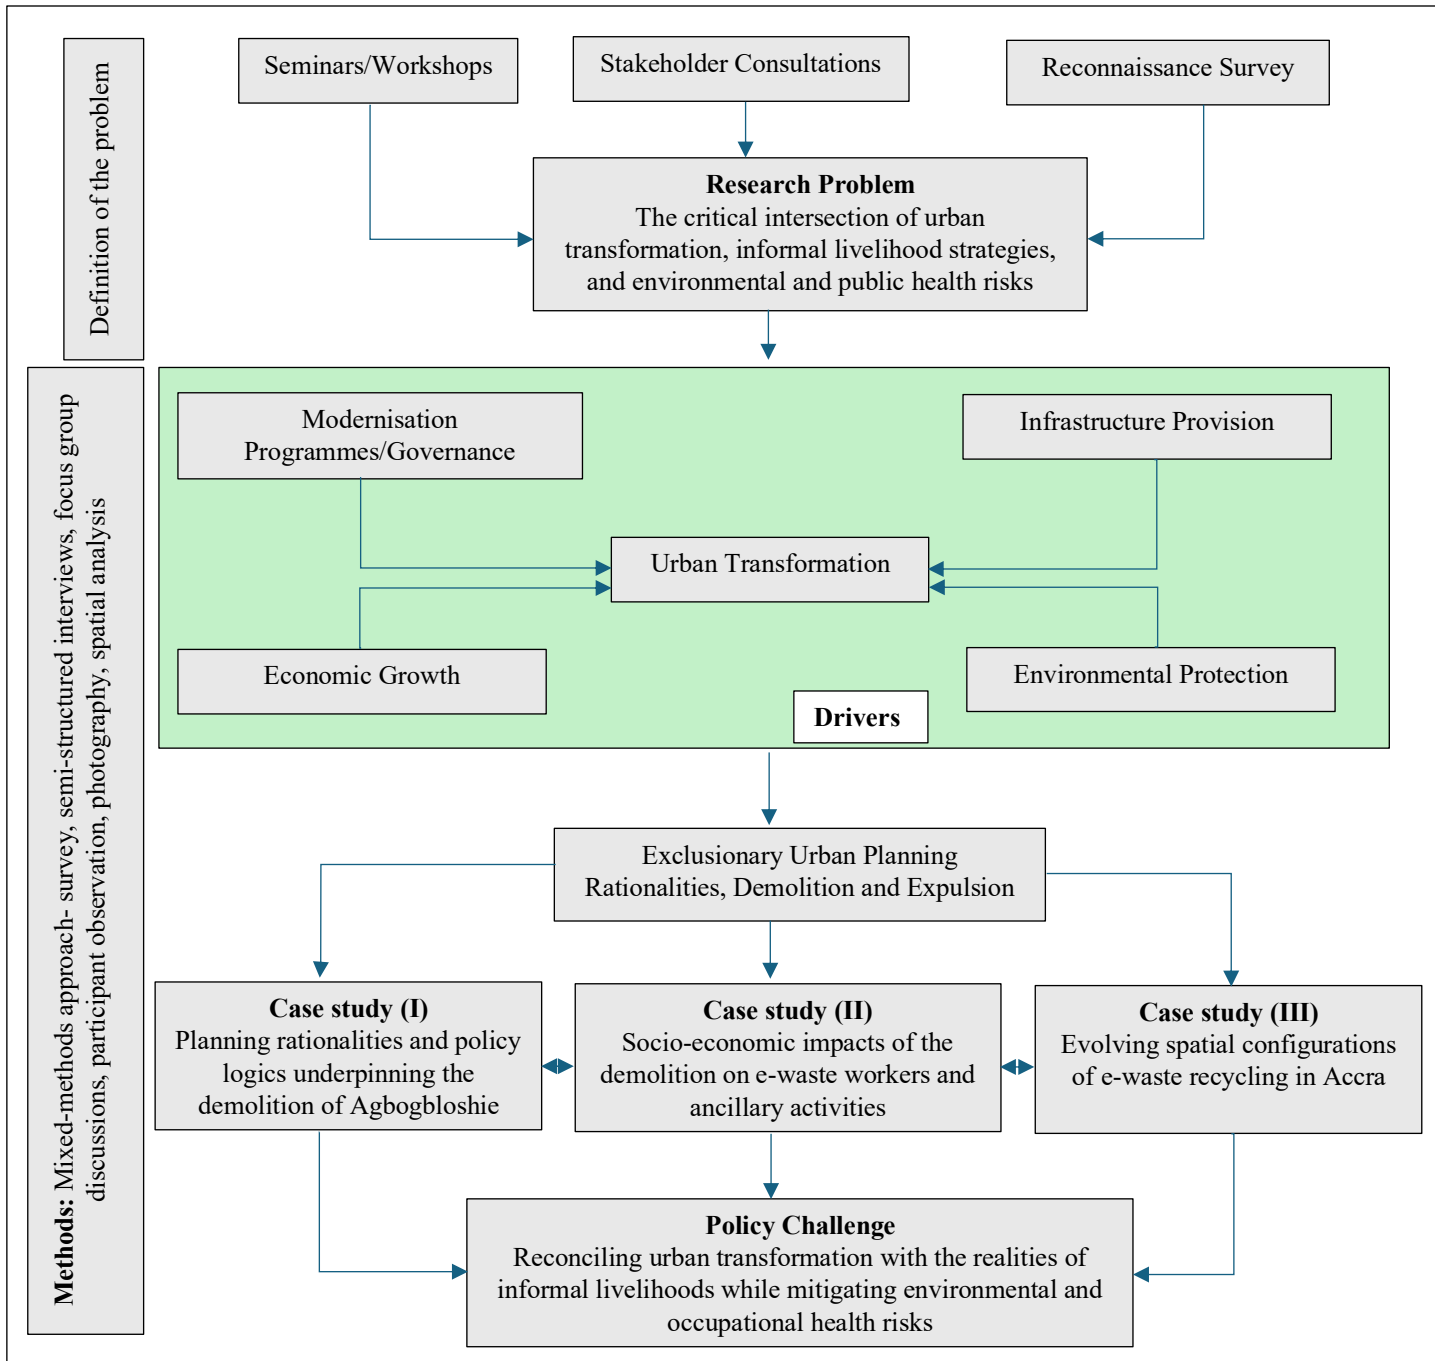 Definition of the problem
Seminars/Workshops
Stakeholder Consultations
Reconnaissance Survey
Research Problem
The critical intersection of urban
transformation, informal livelihood strategies,
and environmental and public health risks
Methods: Mixed-methods approach- survey, semi-structured interviews, focus group
discussions, participant observation, photography, spatial analysis
Modernisation
Programmes/Governance
Infrastructure Provision
Urban Transformation
Economic Growth
Environmental Protection
Drivers
Exclusionary Urban Planning
Rationalities, Demolition and Expulsion
Case study (I)
Planning rationalities and policy
logics underpinning the
demolition of Agbogbloshie
Case study (II)
Socio-economic impacts of the
demolition on e-waste workers and
ancillary activities
Case study (III)
Evolving spatial configurations
of e-waste recycling in Accra
Policy Challenge
Reconciling urban transformation with the realities of
informal livelihoods while mitigating environmental and
occupational health risks